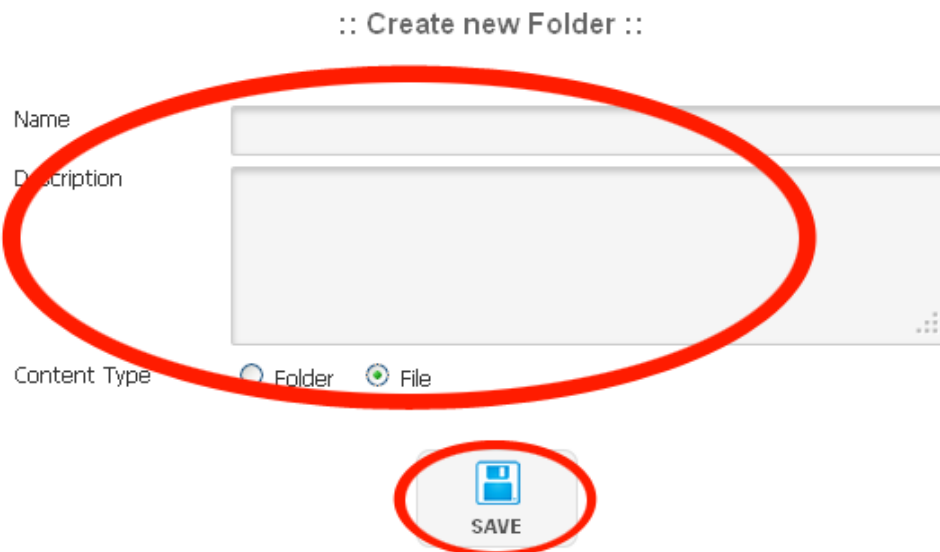 :: Create new Folder ::
Name
Description
Content Type Folder File
SAVE